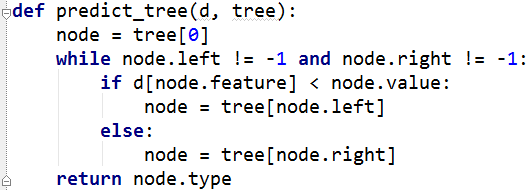 def predict_tree(d, tree):
    node = tree[0]
    while node.left != -1 and node.right != -1:
        if d[node.feature] < node.value:
            node = tree[node.left]
        else:
            node = tree[node.right]
    return node.type